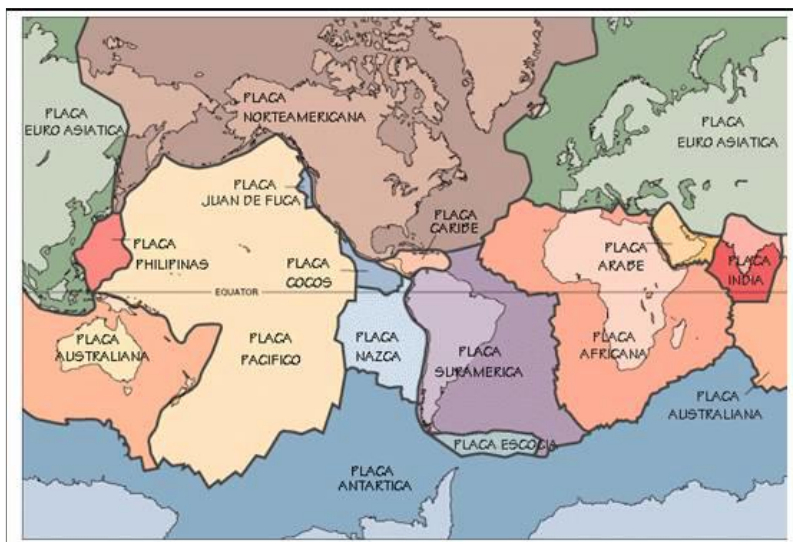 PLACA
NORTEAMERICANA
PLACA
EURO ASIATICA
PLACA
EURO ASIATICA
PLACA
JUAN DE FUCA
PLACA
CARIBE
PLACA
PHILIPINAS
PLACA
COCOS
PLACA
ARABE
PLACA
INDIA
EQUATOR
PLACA
AUSTRALIANA
PLACA
PACIFICO
PLACA
NAZCA
PLACA
SURAMERICA
PLACA
AFRICANA
PLACA
AUSTRALIANA
PLACA ESCOCIA
PLACA
ANTARTICA